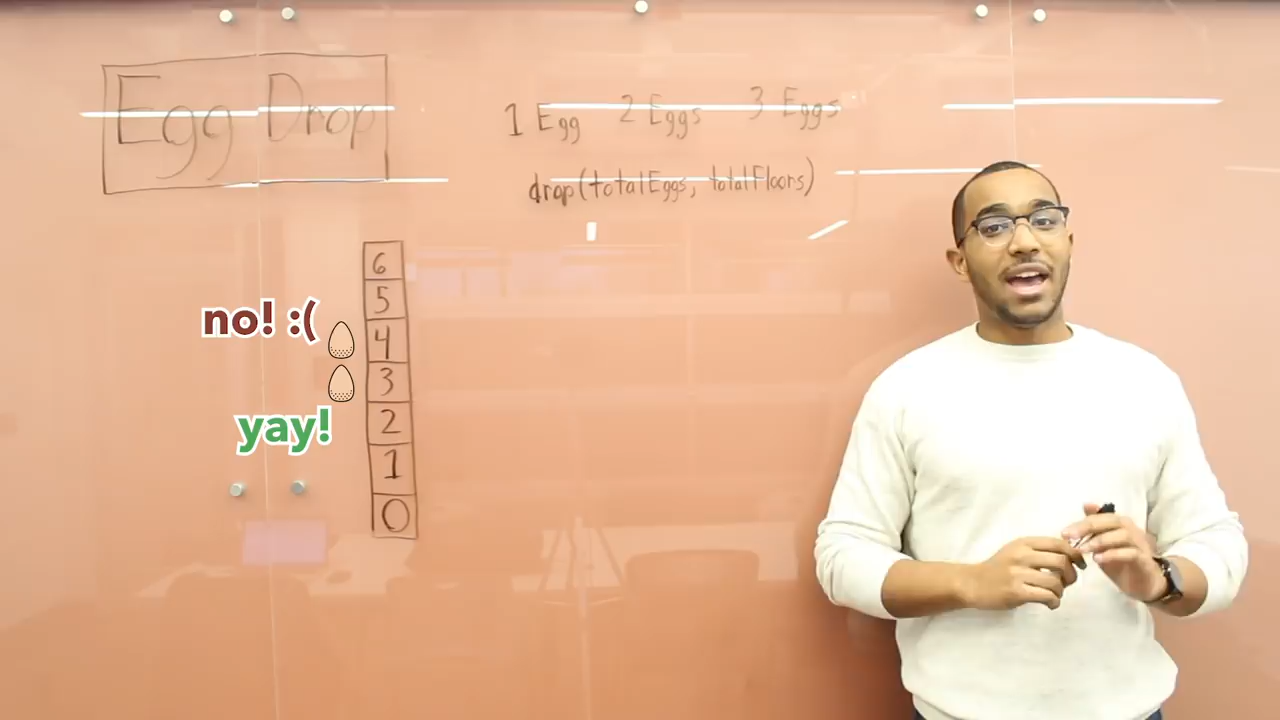 Egg Drop
1 Egg 2 Eggs 3 Eggs
drop(totalEggs, totalFloors)
6
5
no! :(
4
3
yay!
2
1
0